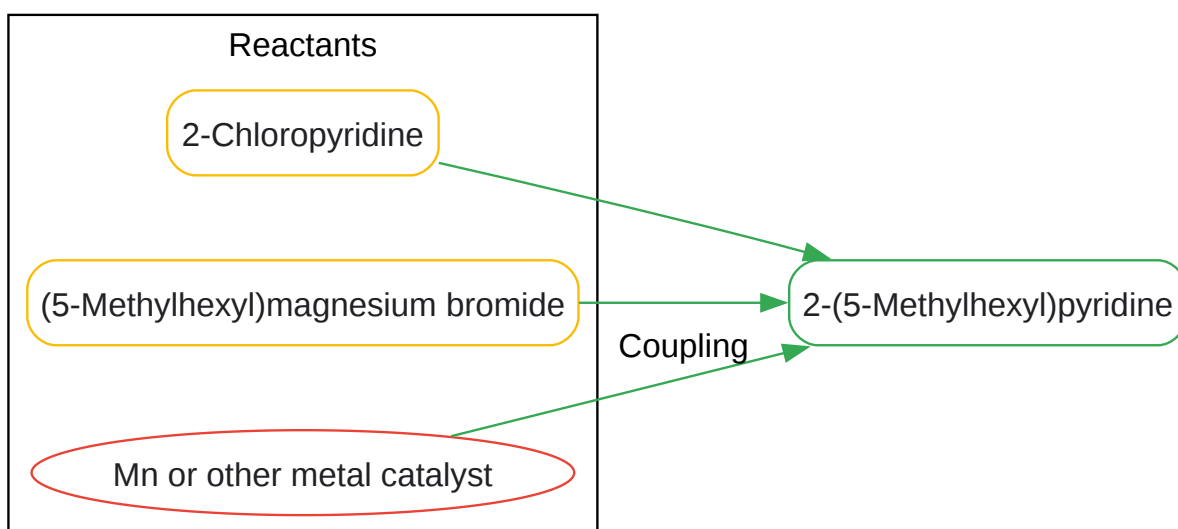 Reactants
2-Chloropyridine
(5-Methylhexyl)magnesium bromide
2-(5-Methylhexyl)pyridine
Coupling
Mn or other metal catalyst